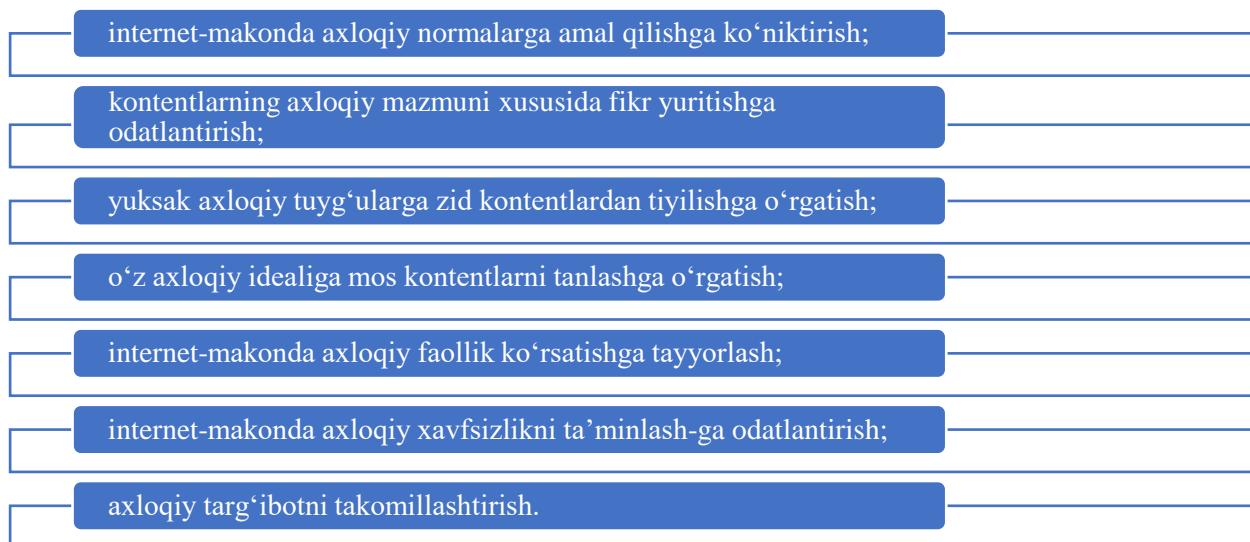 internet-makonda axloqiy normalarga amal qilishga ko‘niktirish;
kontentlarning axloqiy mazmuni xususida fikr yuritishga
odatlantirish;
yuksak axloqiy tuyg‘ularga zid kontentlardan tiyilishga o‘rgatish;
o‘z axloqiy idealiga mos kontentlarni tanlashga o‘rgatish;
internet-makonda axloqiy faollik ko‘rsatishga tayyorlash;
internet-makonda axloqiy xavfsizlikni ta’minlash-ga odatlantirish;
axloqiy targ‘ibotni takomillashtirish.